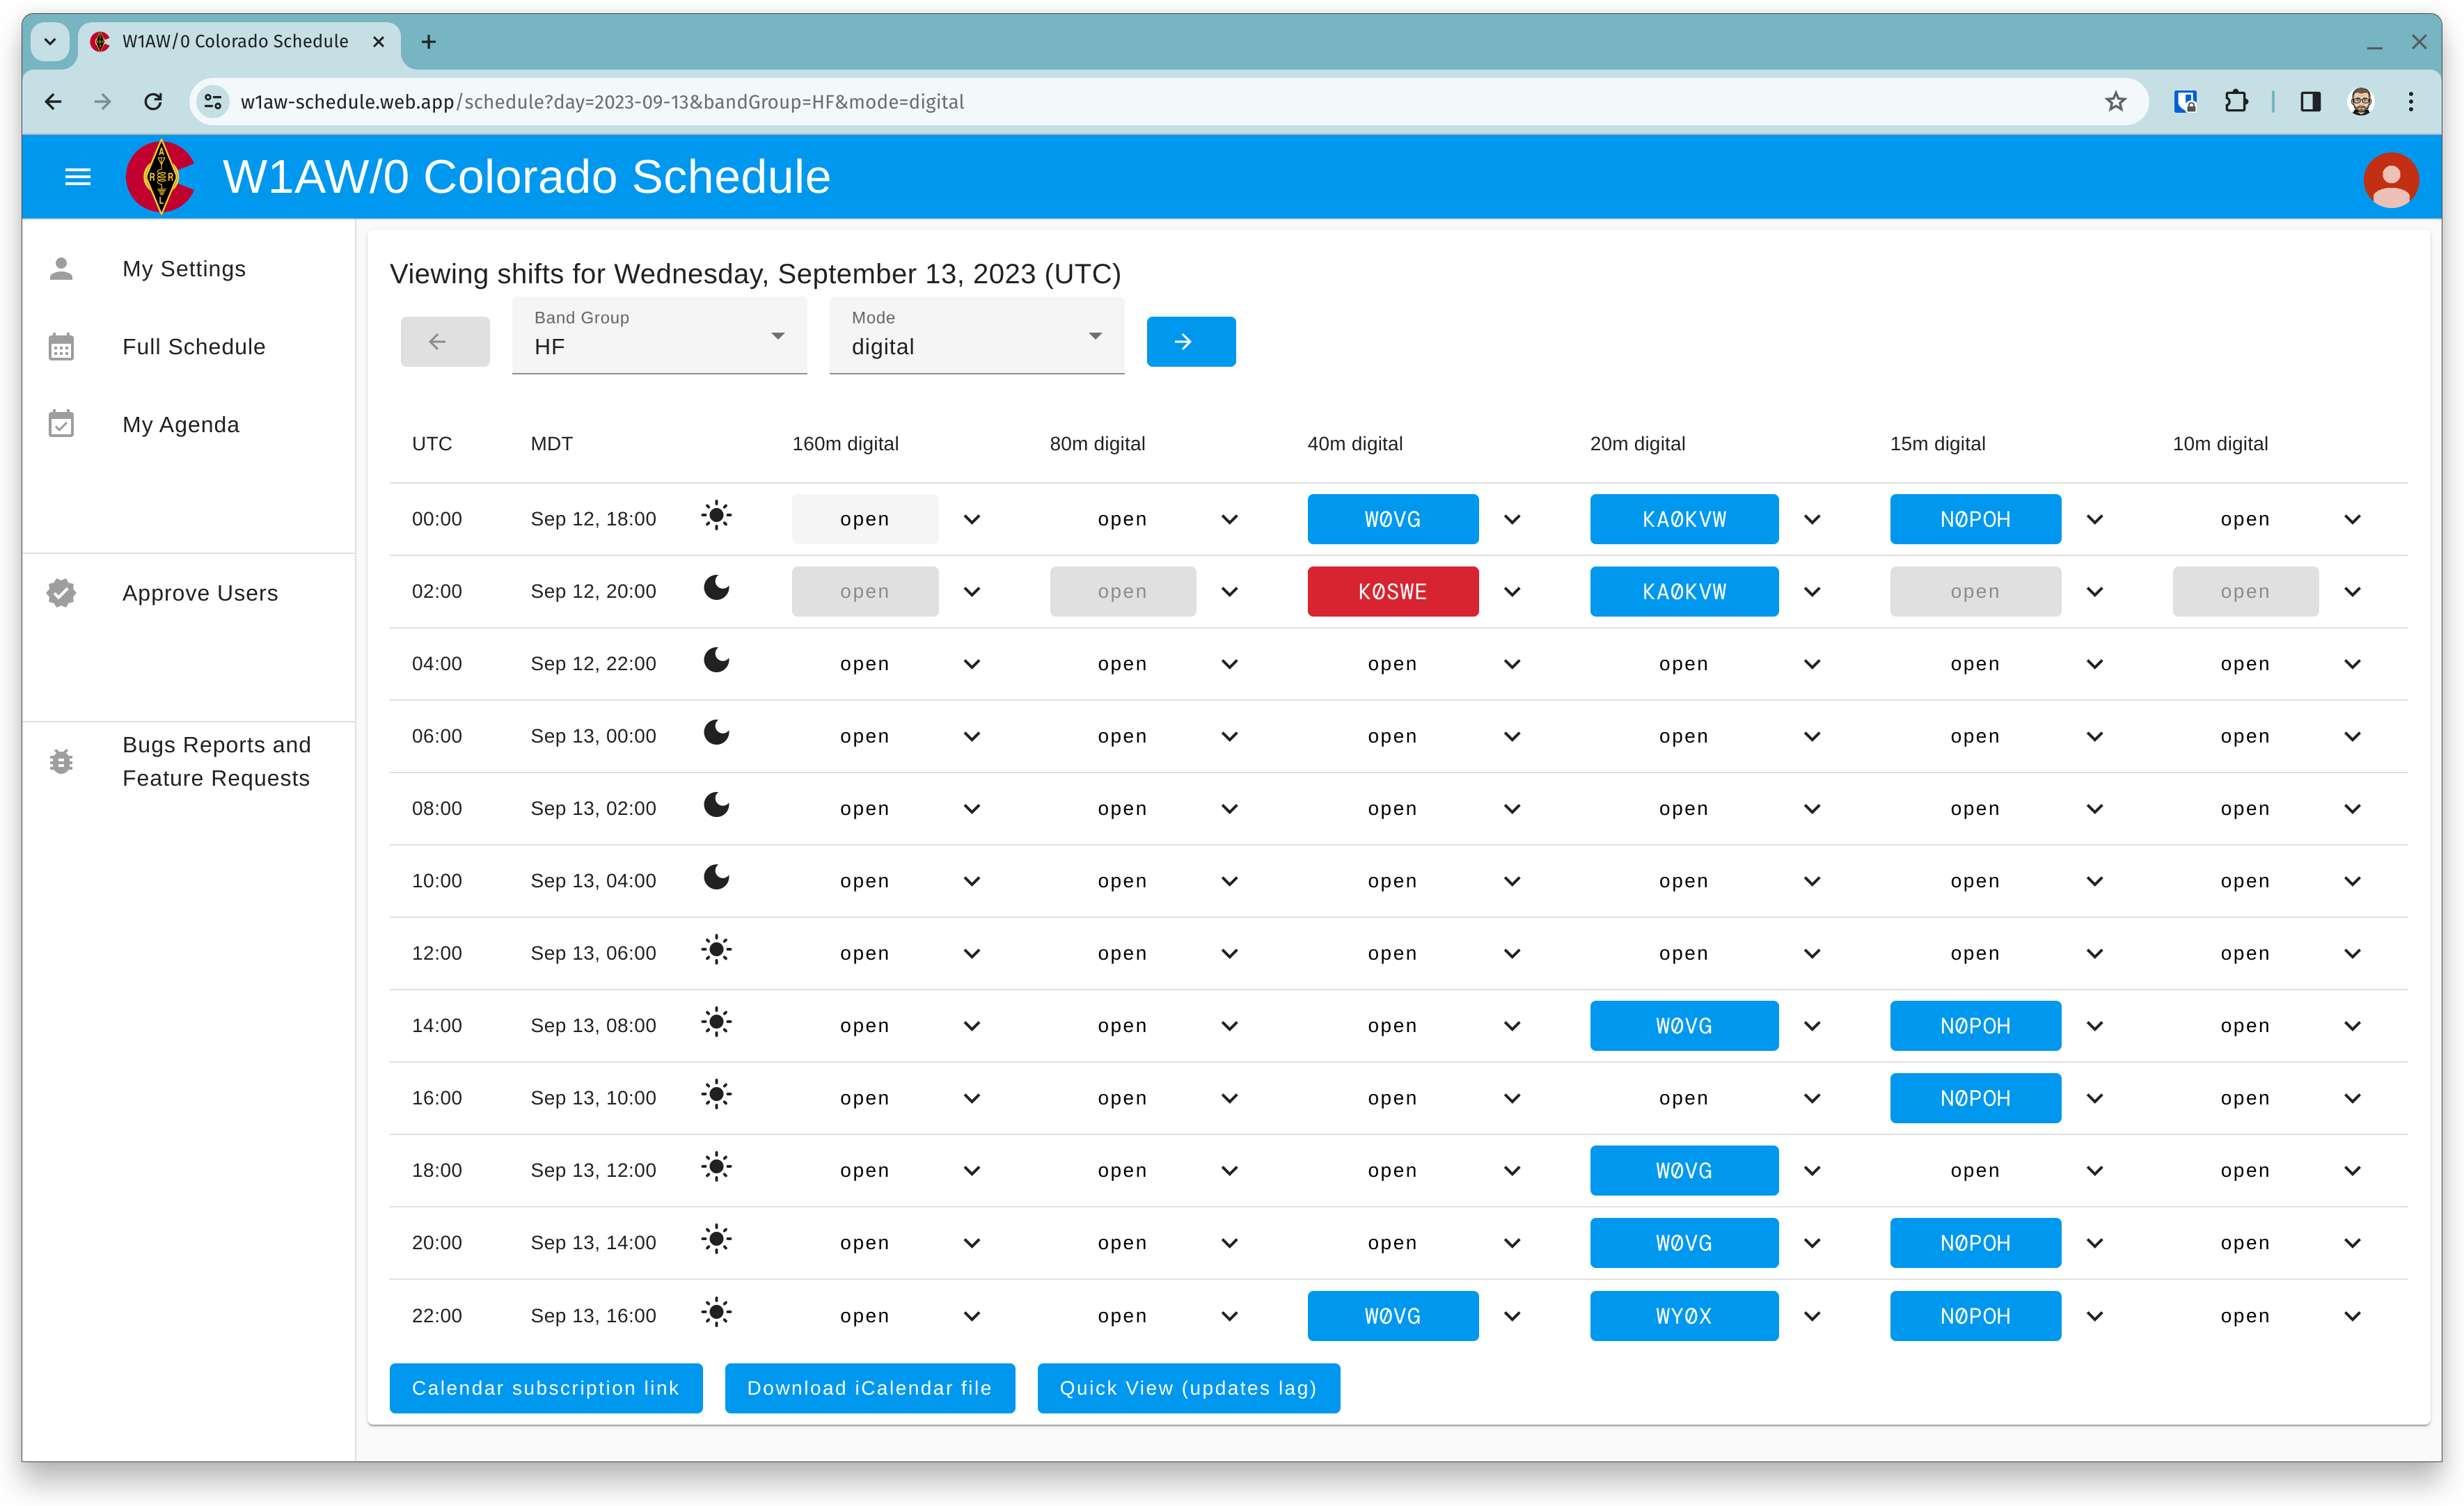 W1AW/0 Colorado Schedule
w1aw-schedule.web.app/schedule?day=2023-09-13&bandGroup=HF&mode=digital
ARRL
W1AW/0 Colorado Schedule
My Settings
Full Schedule
My Agenda
Approve Users
Bugs Reports and
Feature Requests
Viewing shifts for Wednesday, September 13, 2023 (UTC)
Band Group
HF
Mode
digital
UTC MDT 160m digital 80m digital 40m digital 20m digital 15m digital 10m digital
00:00 Sep 12, 18:00 open open WØVG KAØKVW NØPOH open
02:00 Sep 12, 20:00 open open KØSWE KAØKVW open open
04:00 Sep 12, 22:00 open open open open open open
06:00 Sep 13, 00:00 open open open open open open
08:00 Sep 13, 02:00 open open open open open open
10:00 Sep 13, 04:00 open open open open open open
12:00 Sep 13, 06:00 open open open open open open
14:00 Sep 13, 08:00 open open open WØVG NØPOH open
16:00 Sep 13, 10:00 open open open open NØPOH open
18:00 Sep 13, 12:00 open open open WØVG open open
20:00 Sep 13, 14:00 open open open WØVG NØPOH open
22:00 Sep 13, 16:00 open open WØVG WYØX NØPOH open
Calendar subscription link
Download iCalendar file
Quick View (updates lag)